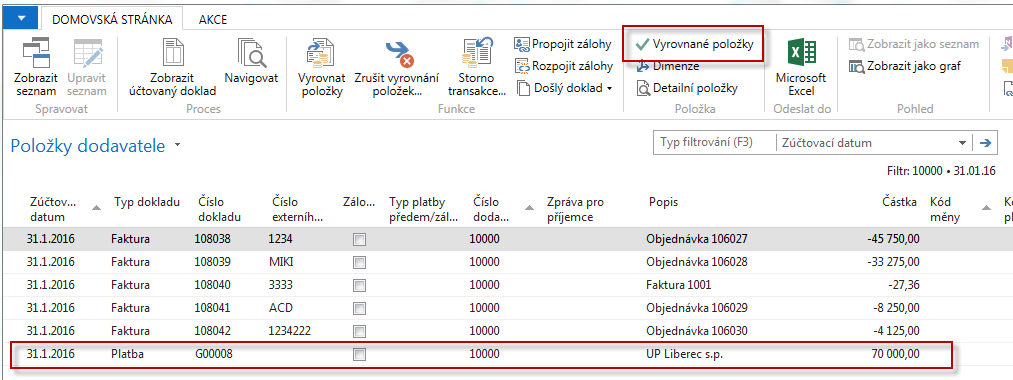 DOMOVSKÁ STRÁNKA AKCE
Zobrazit seznam
Upravit seznam
Spravovat
Zobrazit účtovaný doklad
Navigovat
Proces
Vyrovnat položky
Zrušit vyrovnání položek...
Storno transakce...
Propojit zálohy
Rozpojit zálohy
Došlý doklad
Funkce
Vyrovnané položky
Dimenze
Detailní položky
Položka
Microsoft Excel
Odeslat do
Zobrazit jako seznam
Zobrazit jako graf
Pohled
Položky dodavatele
Typ filtrování (F3) Zúčtovací datum
Filtr: 10000 • 31.01.16
Zúčtov... datum Typ dokladu Číslo dokladu Číslo externíh... Zálo... Typ platby předem/zál... Číslo doda... Zpráva pro příjemce Popis Částka Kód měny
31.1.2016 Faktura 108038 1234 10000 Objednávka 106027 -45 750,00
31.1.2016 Faktura 108039 MIKI 10000 Objednávka 106028 -33 275,00
31.1.2016 Faktura 108040 3333 10000 Faktura 1001 -27,36
31.1.2016 Faktura 108041 ACD 10000 Objednávka 106029 -8 250,00
31.1.2016 Faktura 108042 1234222 10000 Objednávka 106030 -4 125,00
31.1.2016 Platba G00008 10000 UP Liberec s.p. 70 000,00